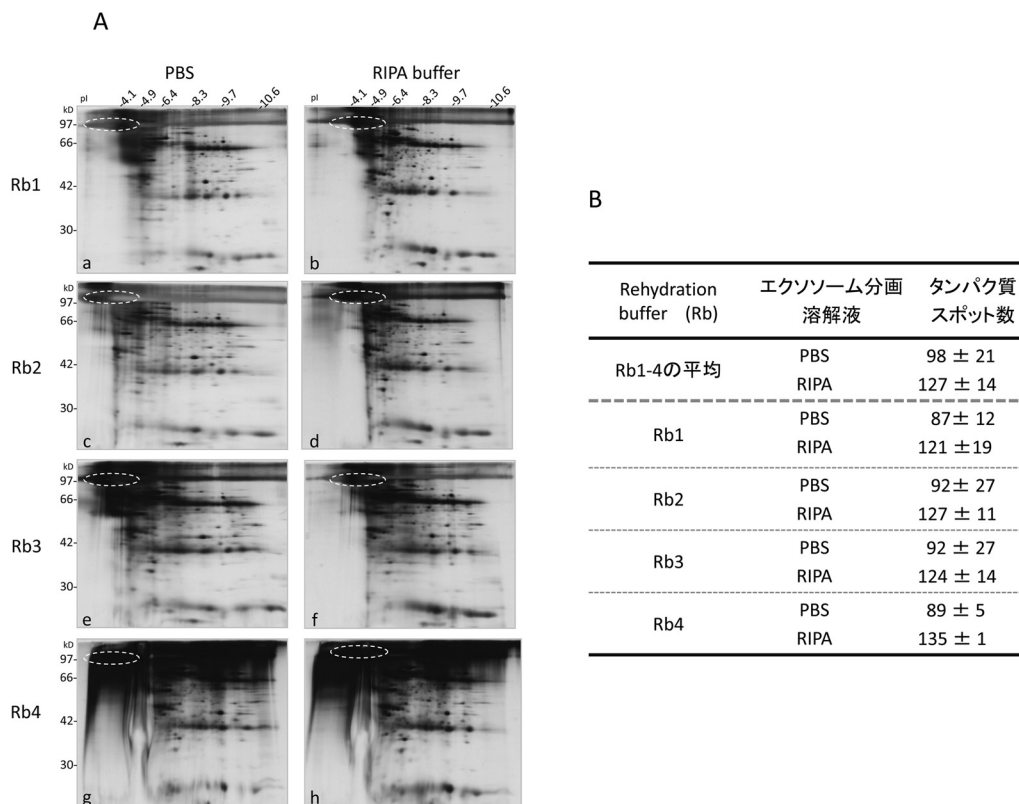 A
PBS
RIPA buffer
pI -4.1 -4.9 -6.4 -8.3 -9.7 -10.6
pI -4.1 -4.9 -6.4 -8.3 -9.7 -10.6
kD
97-
66-
Rb1
42-
30-
a
b
kD
97-
66-
Rb2
42-
30-
c
d
kD
97-
66-
Rb3
42-
30-
e
f
kD
97-
66-
Rb4
42-
30-
g
h
B
Rehydration エクソソーム分画 タンパク質
buffer (Rb) 溶解液 スポット数
Rb1-4の平均
PBS 98 ± 21
RIPA 127 ± 14
Rb1
PBS 87± 12
RIPA 121 ±19
Rb2
PBS 92± 27
RIPA 127 ± 11
Rb3
PBS 92± 27
RIPA 124 ± 14
Rb4
PBS 89 ± 5
RIPA 135 ± 1